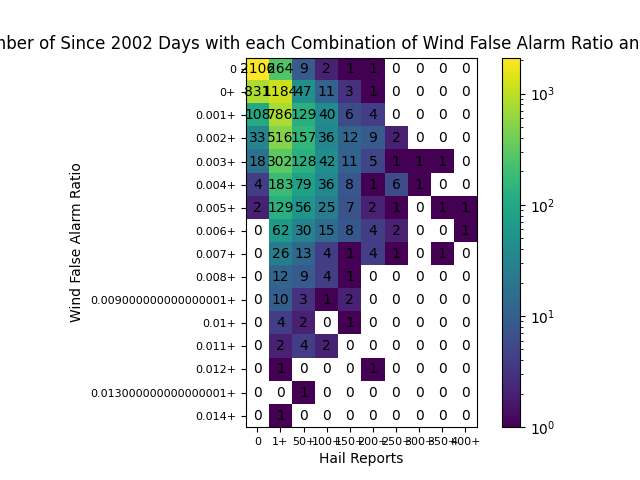 nber of Since 2002 Days with each Combination of Wind False Alarm Ratio an
Wind False Alarm Ratio
0 2106 264 9 2 1 1 0 0 0 0
0+ 831 1184 47 11 3 1 0 0 0 0
0.001+ 108 786 129 40 6 4 0 0 0 0
0.002+ 33 516 157 36 12 9 2 0 0 0
0.003+ 18 302 128 42 11 5 1 1 1 0
0.004+ 4 183 79 36 8 1 6 1 0 0
0.005+ 2 129 56 25 7 2 1 0 1 1
0.006+ 0 62 30 15 8 4 2 0 0 1
0.007+ 0 26 13 4 1 4 1 0 1 0
0.008+ 0 12 9 4 1 0 0 0 0 0
0.009000000000000001+ 0 10 3 1 2 0 0 0 0 0
0.01+ 0 4 2 0 1 0 0 0 0 0
0.011+ 0 2 4 2 0 0 0 0 0 0
0.012+ 0 1 0 0 0 1 0 0 0 0
0.013000000000000001+ 0 0 1 0 0 0 0 0 0 0
0.014+ 0 1 0 0 0 0 0 0 0 0
0 1+ 50+ 100+ 150+ 200+ 250+ 300+ 350+ 400+
Hail Reports
10³
10²
10¹
10⁰